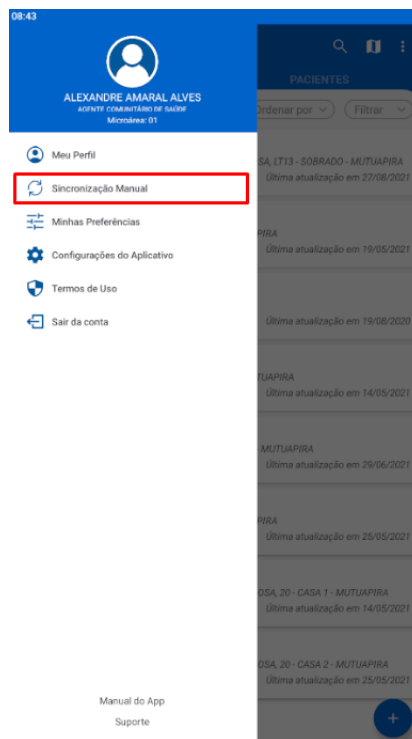 08:43
ALEXANDRE AMARAL ALVES
AGENTE COMUNITÁRIO DE SAÚDE
Microárea: 01
Meu Perfil
Sincronização Manual
Minhas Preferências
Configurações do Aplicativo
Termos de Uso
Sair da conta
Manual do App
Suporte
PACIENTES
Ordenar por
Filtrar
SA, LT13 - SOBRADO - MUTUAPIRA
Última atualização em 27/08/2021
PIRA
Última atualização em 19/05/2021
Última atualização em 19/08/2020
TUAPIRA
Última atualização em 14/05/2021
MUTUAPIRA
Última atualização em 29/06/2021
PIRA
Última atualização em 25/05/2021
OSA, 20 - CASA 1 - MUTUAPIRA
Última atualização em 14/05/2021
OSA, 20 - CASA 2 - MUTUAPIRA
Última atualização em 25/05/2021
+